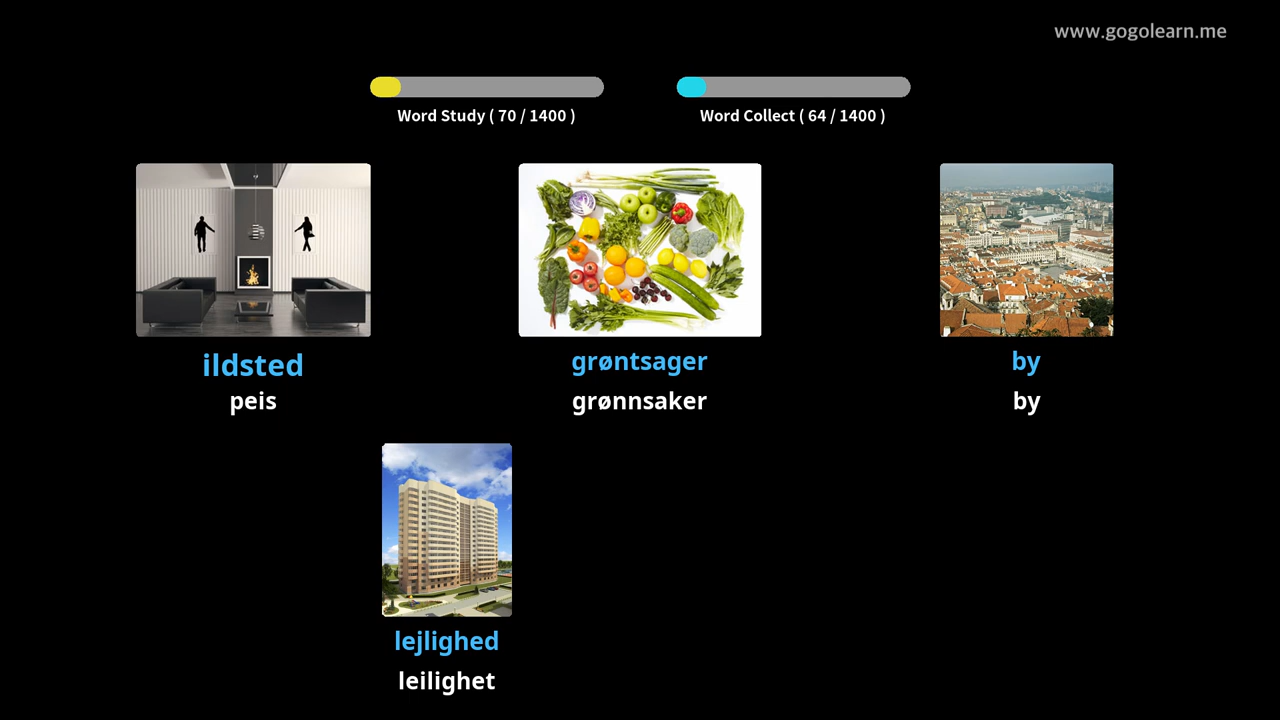 www.gogolearn.me
Word Study ( 70 / 1400 )
Word Collect ( 64 / 1400 )
ildsted
peis
grøntsager
grønnsaker
by
by
lejlighed
leilighet